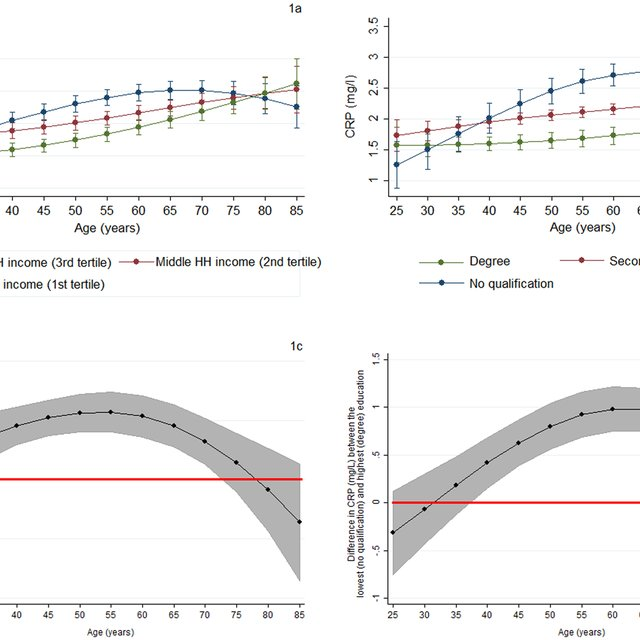 1a
40 45 50 55 60 65 70 75 80 85
Age (years)
H income (3rd tertile) Middle HH income (2nd tertile)
income (1st tertile)
3.5
3
2.5
2
1.5
1
CRP (mg/l)
25 30 35 40 45 50 55 60
Age (years)
Degree Secon
No qualification
1c
40 45 50 55 60 65 70 75 80 85
Age (years)
1.5
1
.5
0
-.5
-1
Difference in CRP (mg/L) between the
lowest (no qualification) and highest (degree) education
25 30 35 40 45 50 55 60
Age (years)